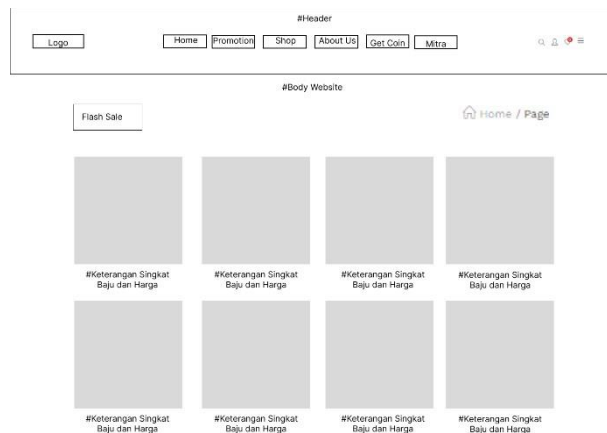 #Header
Logo Home Promotion Shop About Us Get Coin Mitra
#Body Website
Flash Sale Home / Page
#Keterangan Singkat #Keterangan Singkat #Keterangan Singkat #Keterangan Singkat
Baju dan Harga Baju dan Harga Baju dan Harga Baju dan Harga
#Keterangan Singkat #Keterangan Singkat #Keterangan Singkat #Keterangan Singkat
Baju dan Harga Baju dan Harga Baju dan Harga Baju dan Harga